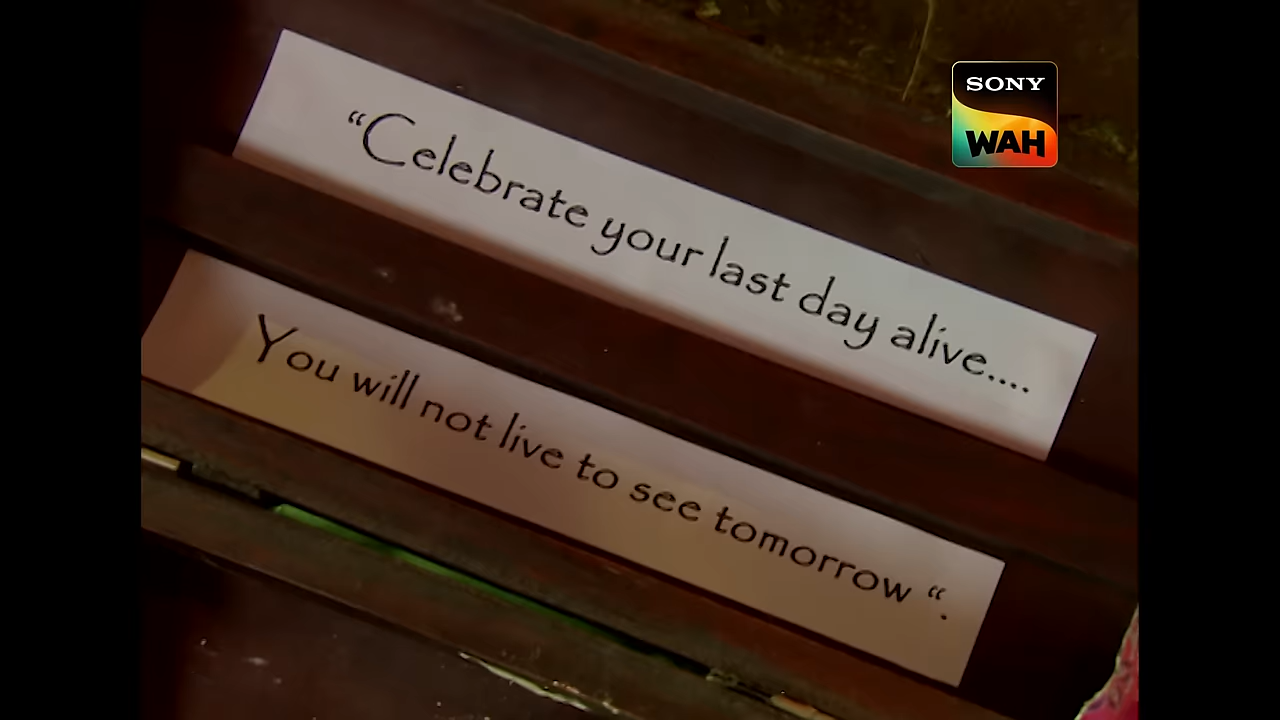 SONY
WAH
“Celebrate your last day alive....
You will not live to see tomorrow “.